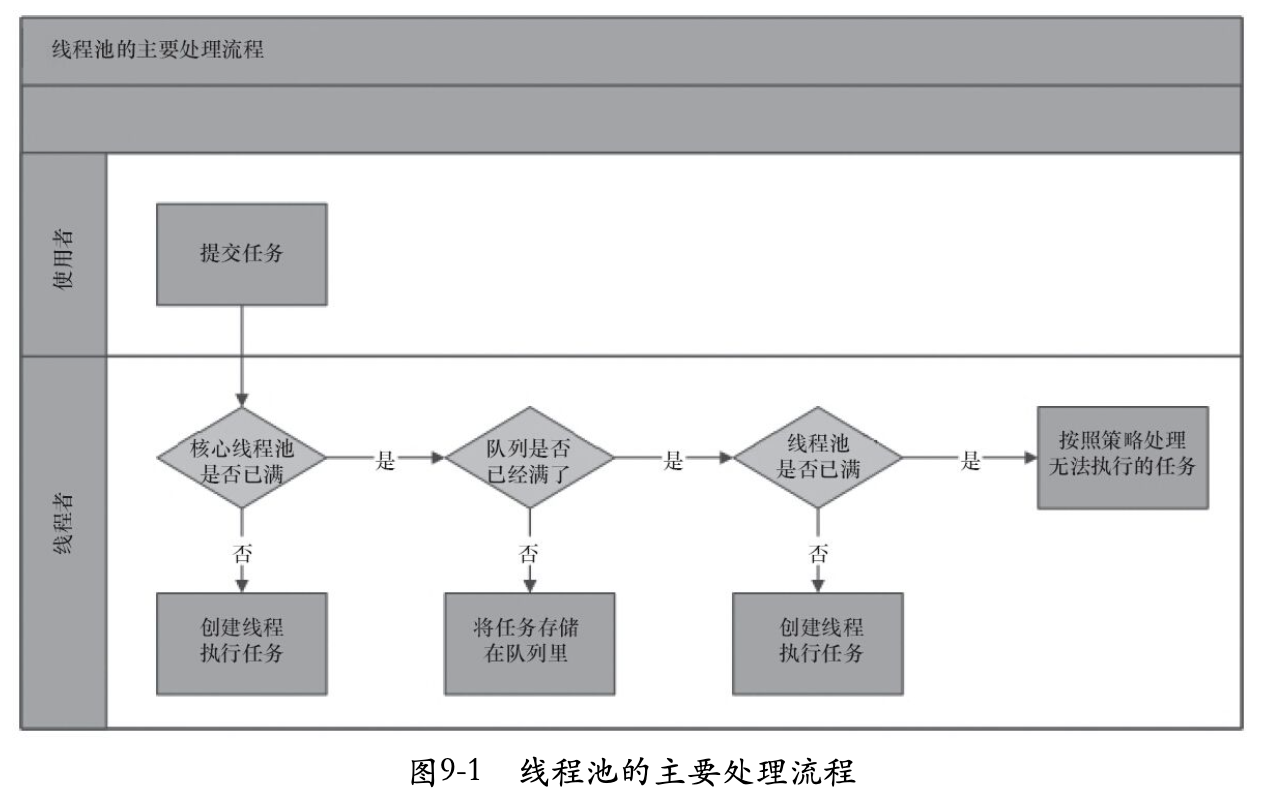 线程池的主要处理流程
使用者
提交任务
线程者
核心线程池
是否已满
是
队列是否
已经满了
是
线程池
是否已满
是
按照策略处理
无法执行的任务
否
否
否
创建线程
执行任务
将任务存储
在队列里
创建线程
执行任务
图9-1 线程池的主要处理流程